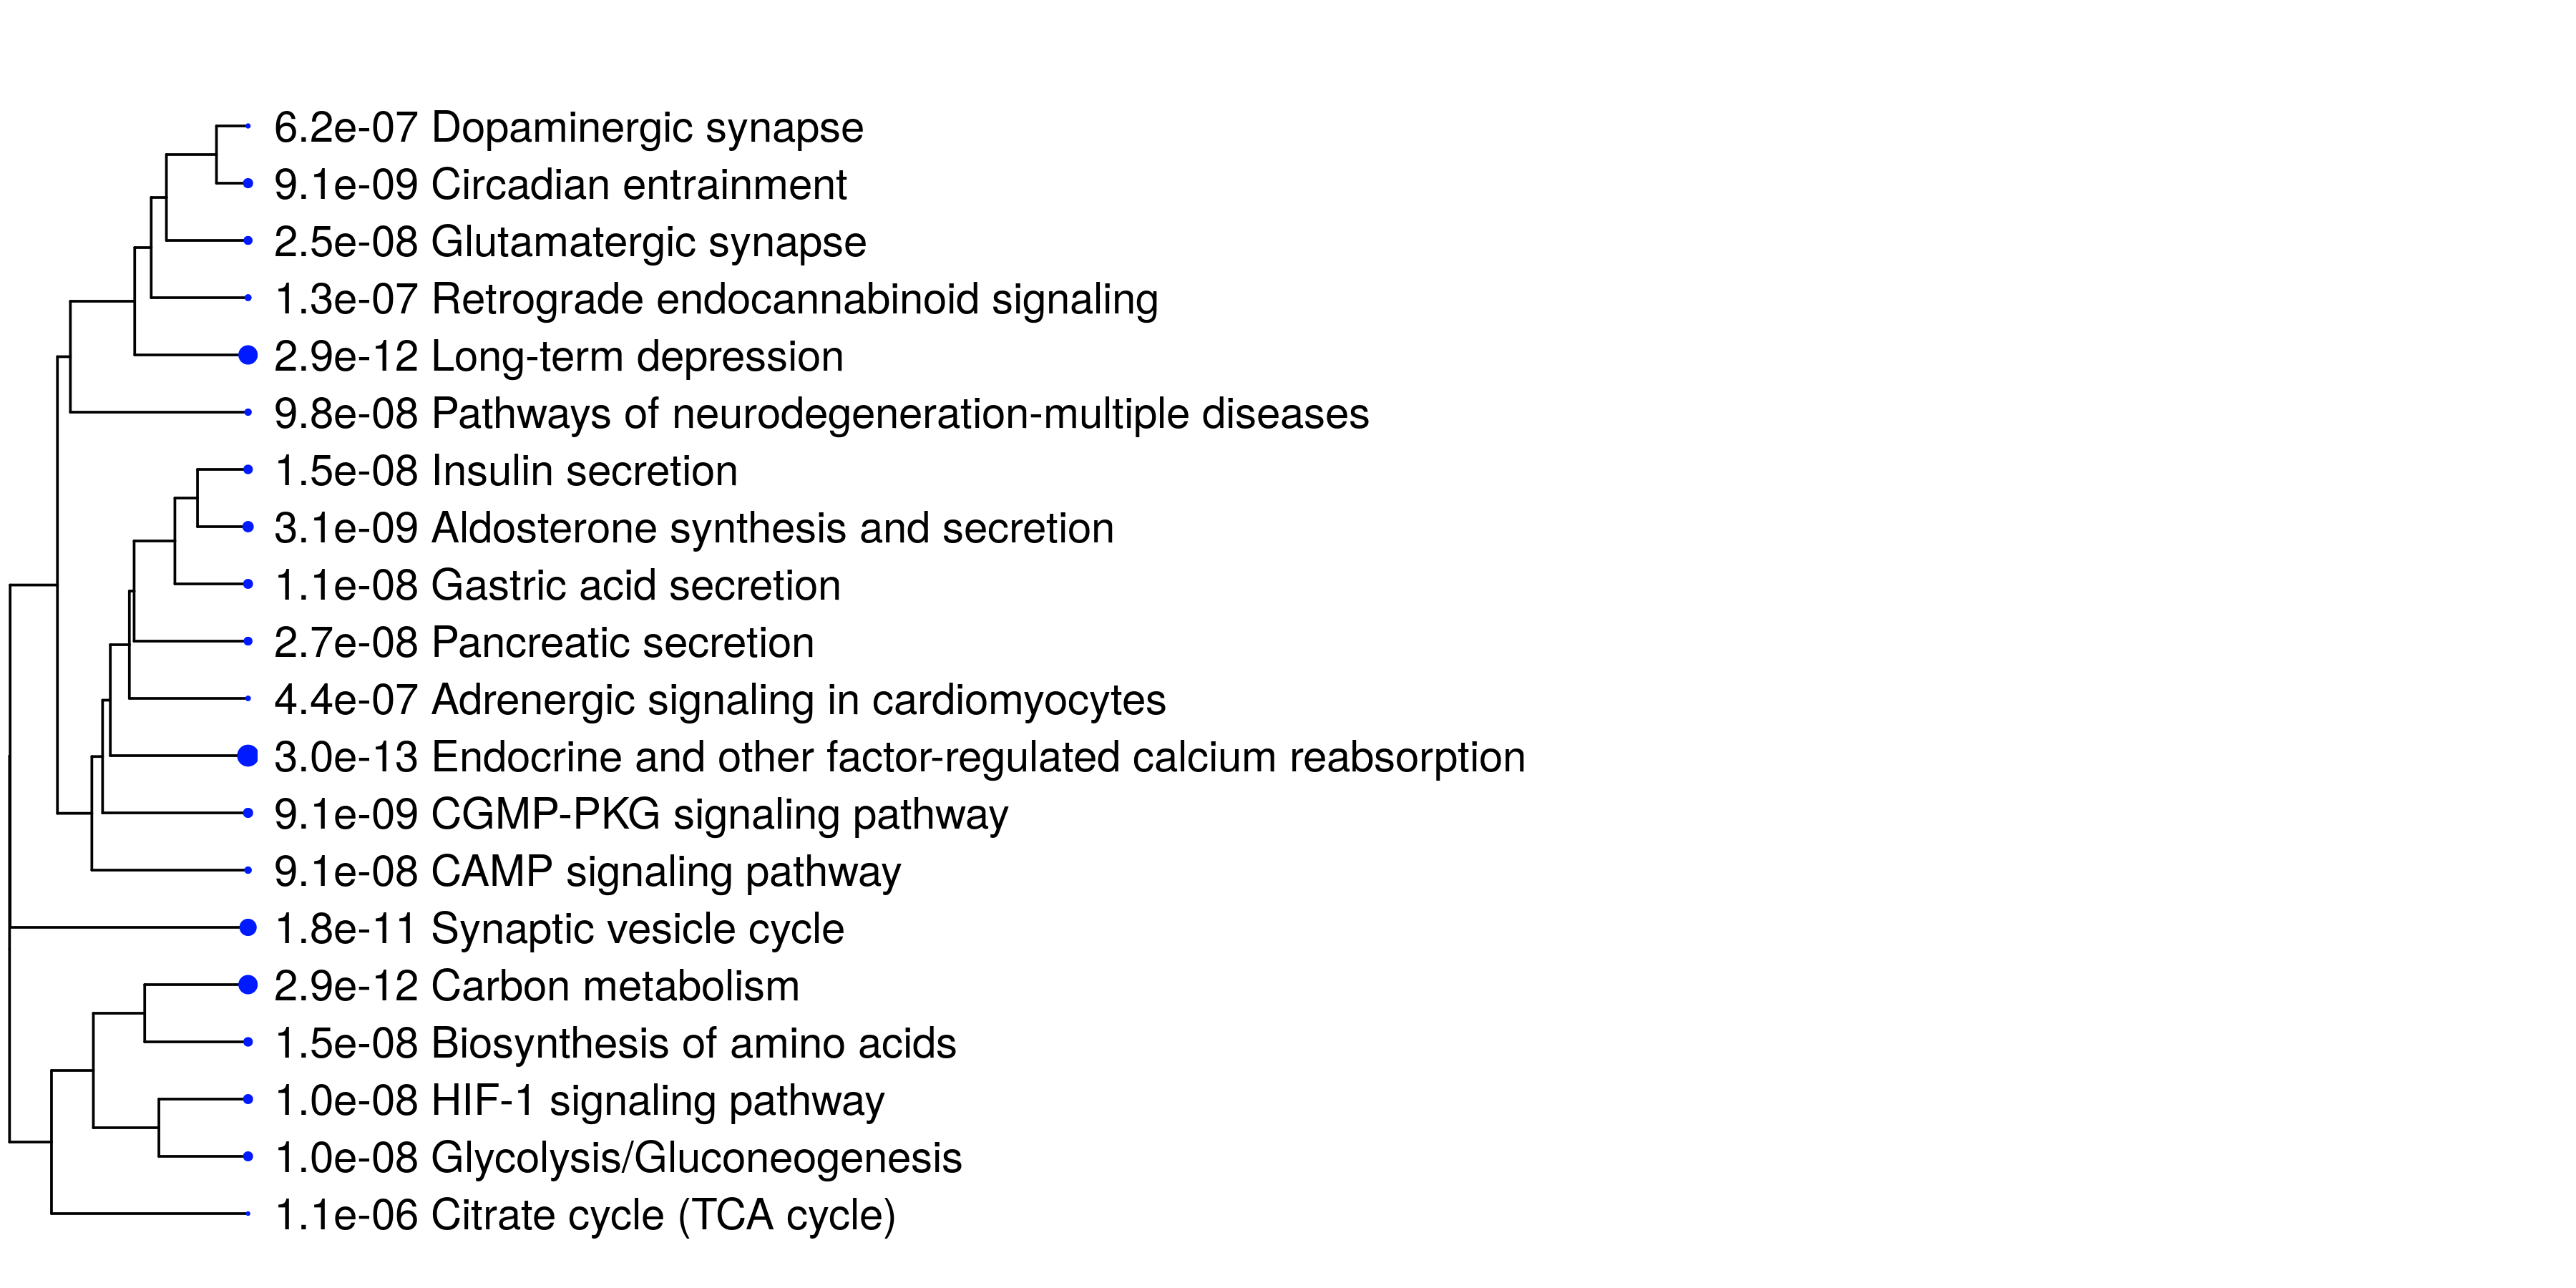 6.2e-07 Dopaminergic synapse
9.1e-09 Circadian entrainment
2.5e-08 Glutamatergic synapse
1.3e-07 Retrograde endocannabinoid signaling
2.9e-12 Long-term depression
9.8e-08 Pathways of neurodegeneration-multiple diseases
1.5e-08 Insulin secretion
3.1e-09 Aldosterone synthesis and secretion
1.1e-08 Gastric acid secretion
2.7e-08 Pancreatic secretion
4.4e-07 Adrenergic signaling in cardiomyocytes
3.0e-13 Endocrine and other factor-regulated calcium reabsorption
9.1e-09 CGMP-PKG signaling pathway
9.1e-08 CAMP signaling pathway
1.8e-11 Synaptic vesicle cycle
2.9e-12 Carbon metabolism
1.5e-08 Biosynthesis of amino acids
1.0e-08 HIF-1 signaling pathway
1.0e-08 Glycolysis/Gluconeogenesis
1.1e-06 Citrate cycle (TCA cycle)